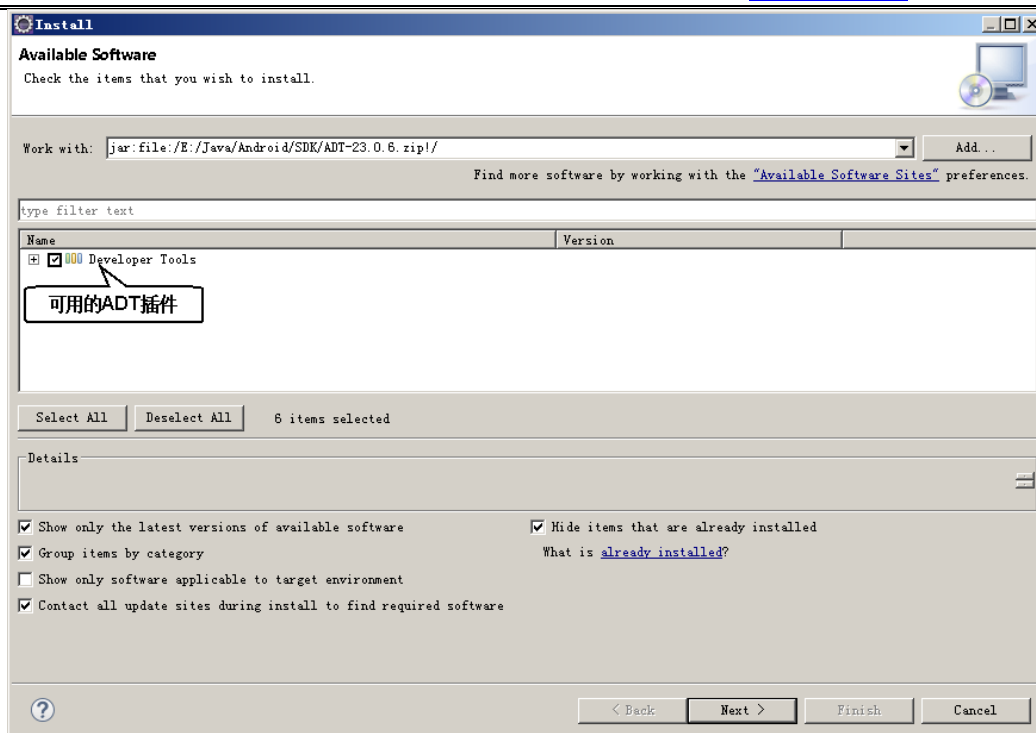 Install
Available Software
Check the items that you wish to install.
Work with: jar:file:/E:/Java/Android/SDK/ADT-23.0.6.zip!/ Add...
Find more software by working with the "Available Software Sites" preferences.
type filter text
Name Version
Developer Tools
可用的ADT插件
Select All Deselect All 6 items selected
Details
Show only the latest versions of available software Hide items that are already installed
Group items by category What is already installed?
Show only software applicable to target environment
Contact all update sites during install to find required software
< Back Next > Finish Cancel